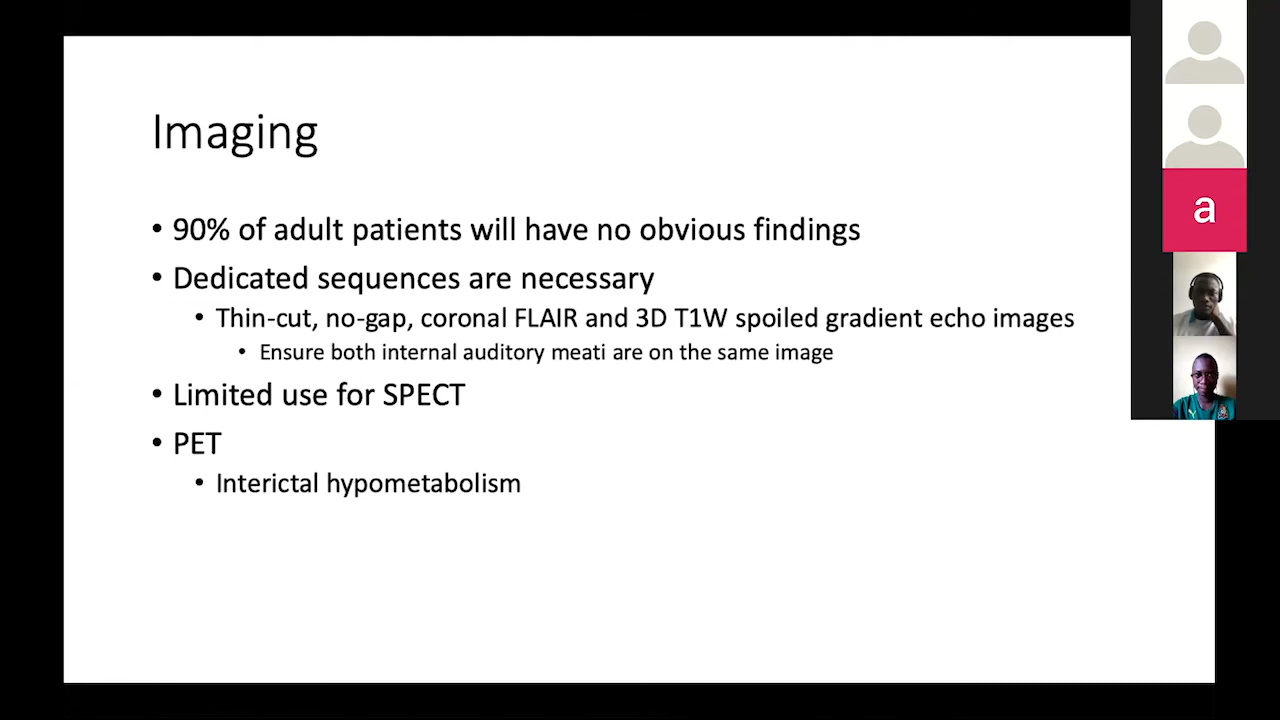 Imaging
• 90% of adult patients will have no obvious findings
• Dedicated sequences are necessary
• Thin-cut, no-gap, coronal FLAIR and 3D T1W spoiled gradient echo images
• Ensure both internal auditory meati are on the same image
• Limited use for SPECT
• PET
• Interictal hypometabolism
a